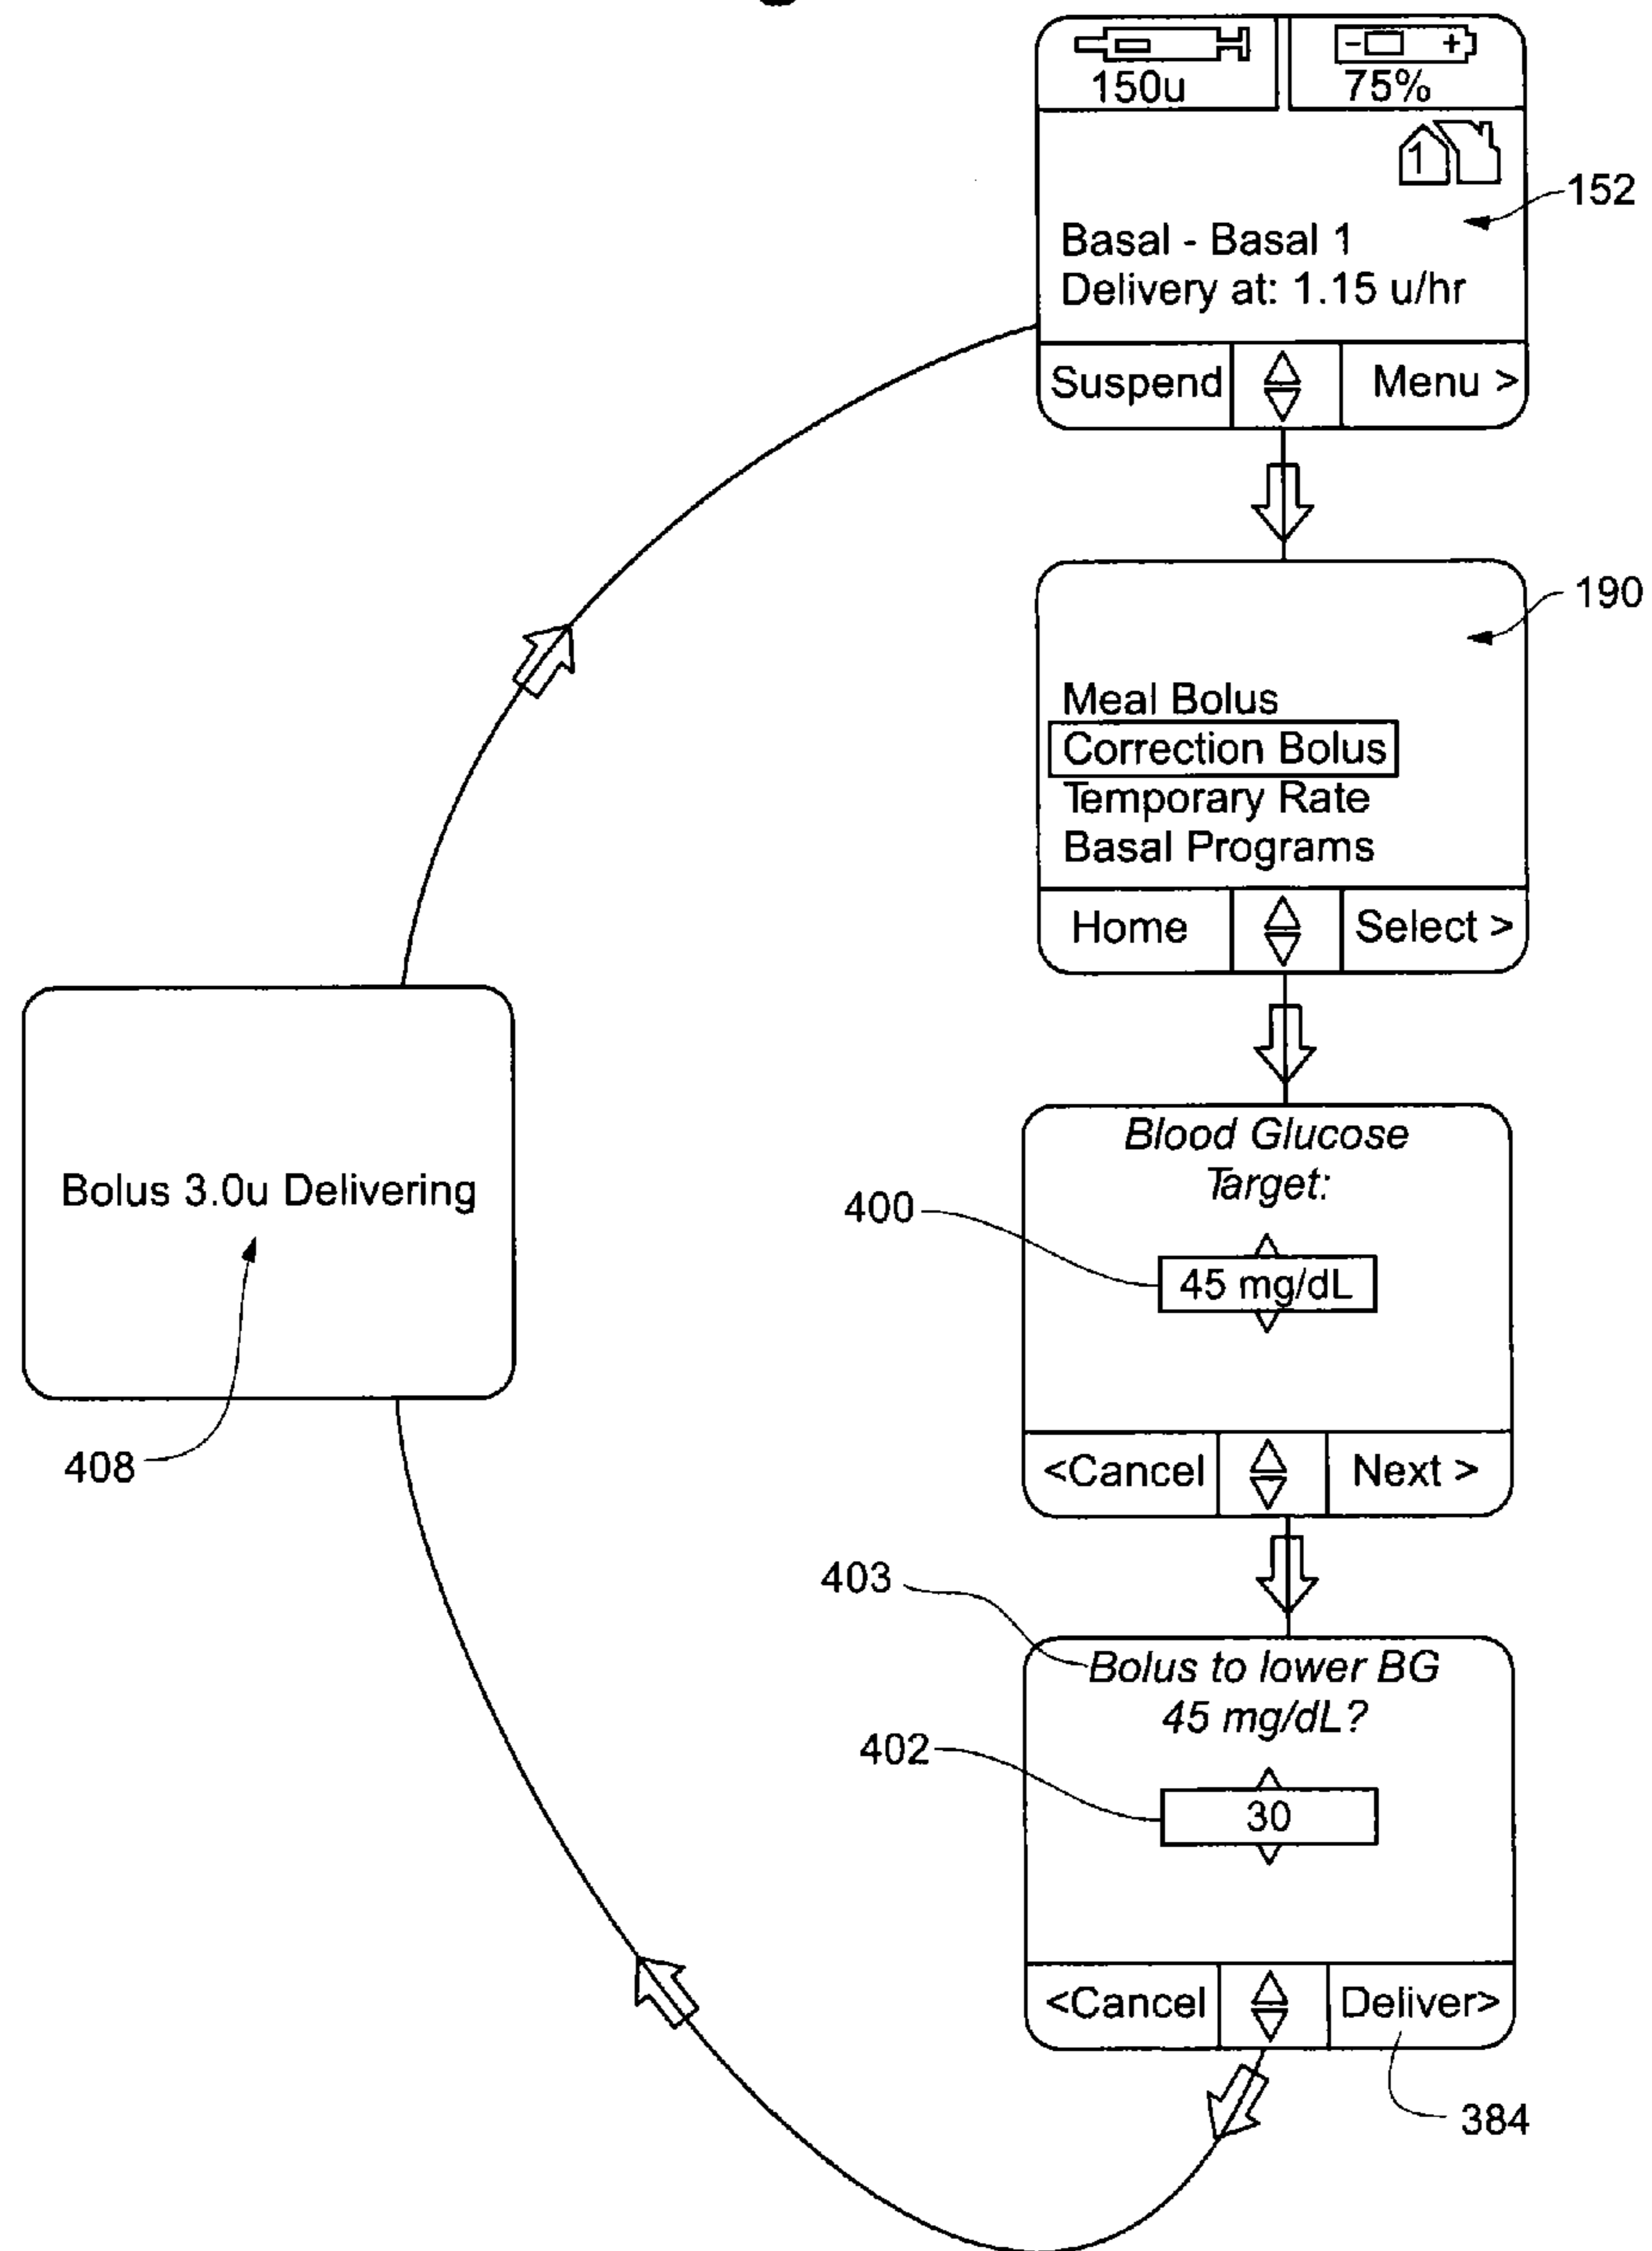 150u
75%
1
152
Basal - Basal 1
Delivery at: 1.15 u/hr
Suspend
Menu >
190
Meal Bolus
Correction Bolus
Temporary Rate
Basal Programs
Home
Select >
Blood Glucose
Target:
400
45 mg/dL
<Cancel
Next >
403
Bolus to lower BG
45 mg/dL?
402
30
<Cancel
Deliver>
384
Bolus 3.0u Delivering
408